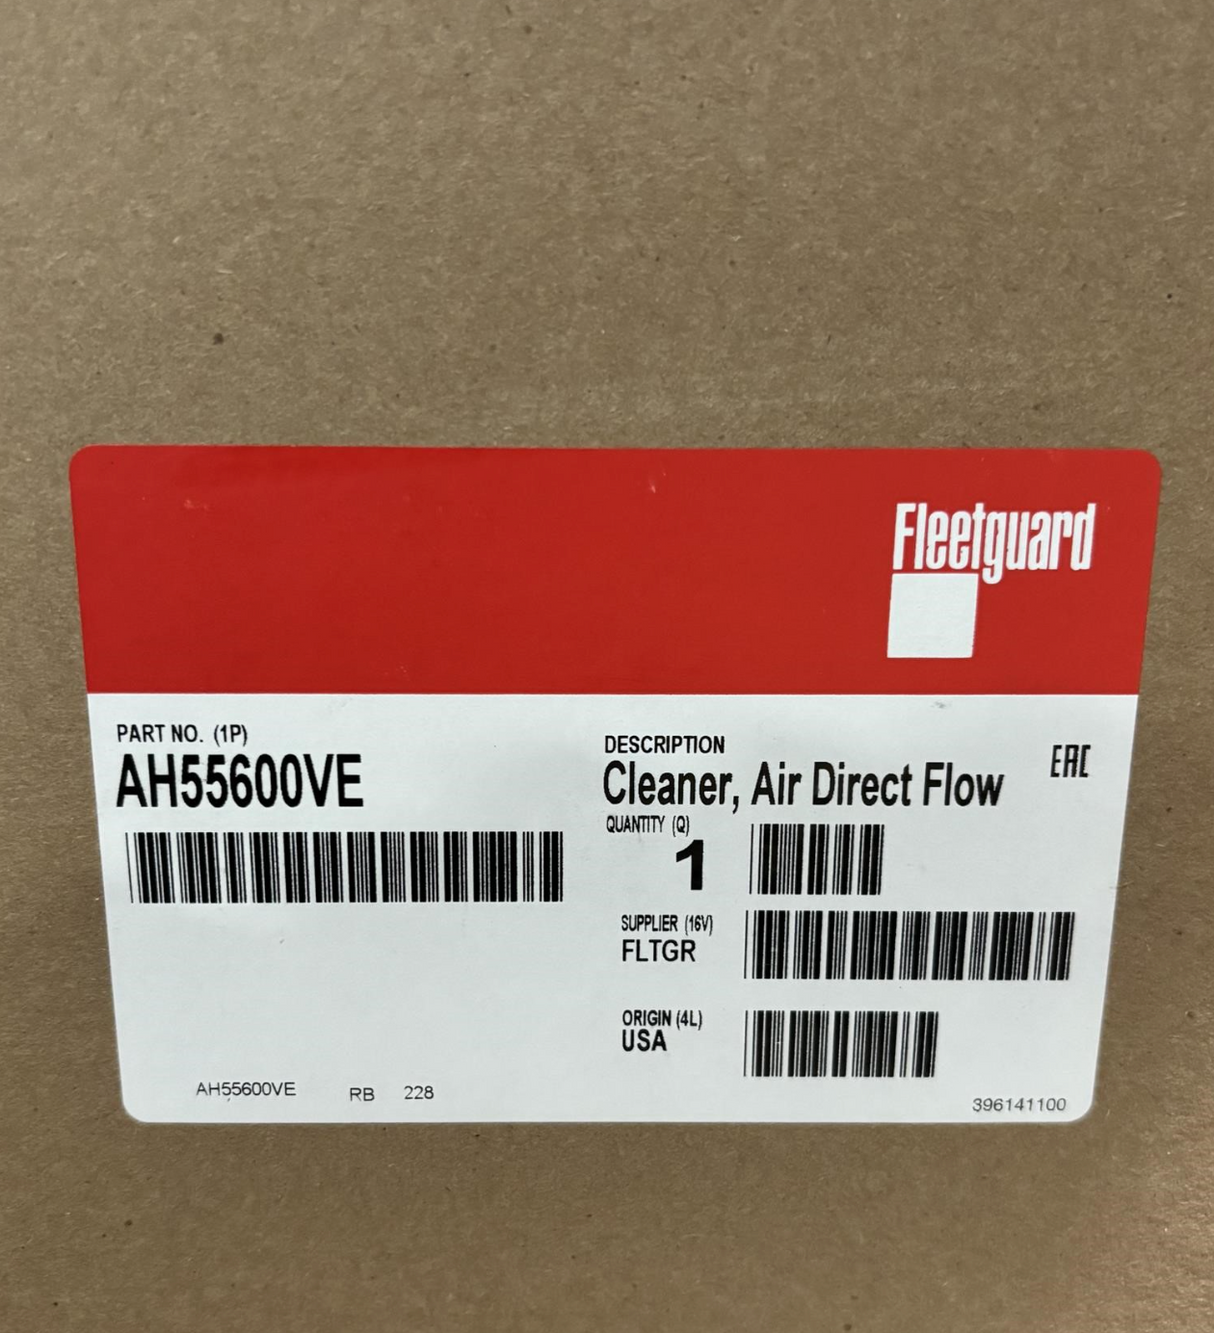 Fleetguard
PART NO. (1P)
AH55600VE
DESCRIPTION
Cleaner, Air Direct Flow
EAC
QUANTITY (Q)
1
SUPPLIER (16V)
FLTGR
ORIGIN (4L)
USA
AH55600VE RB 228
396141100